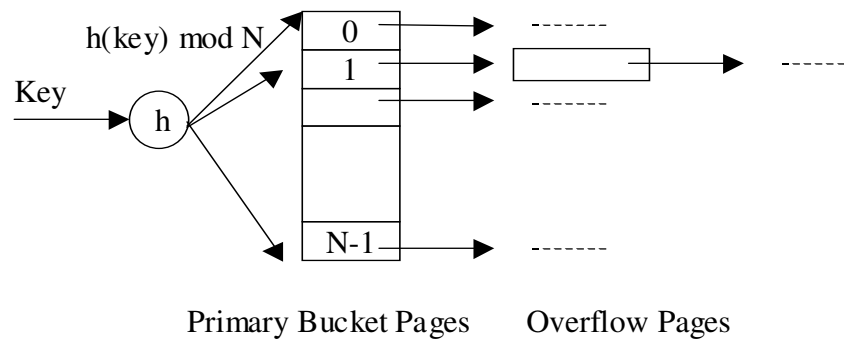 h(key) mod N
Key
h
0
1
N-1
Primary Bucket Pages
Overflow Pages